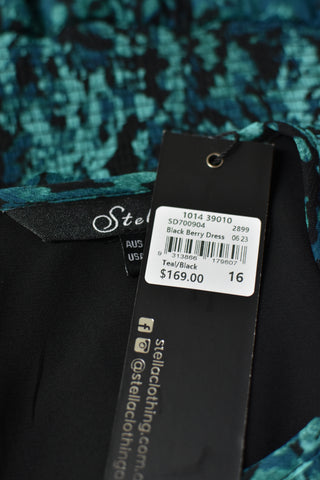 Stel
AUS
USA
1014 39010
SD700904 2899
Black Berry Dress 06 23
9 313866 179807
Teal/Black
$169.00 16
stellaclothing.com
@stellaclothing